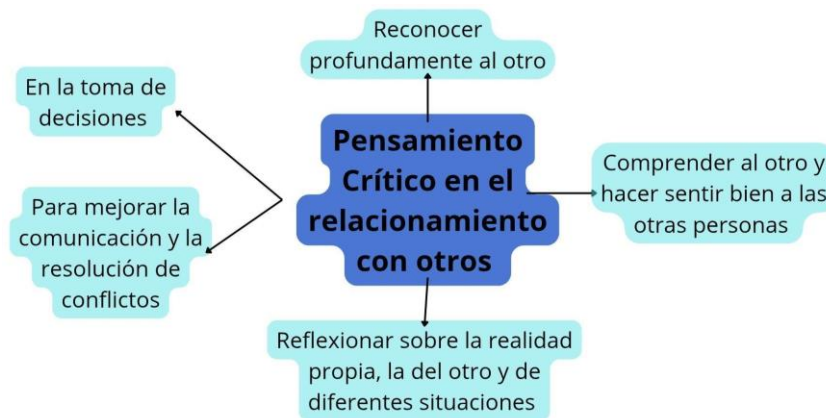 Reconocer
profundamente al otro
En la toma de
decisiones
Pensamiento
Crítico en el
relacionamiento
con otros
Comprender al otro y
hacer sentir bien a las
otras personas
Para mejorar la
comunicación y la
resolución de
conflictos
Reflexionar sobre la realidad
propia, la del otro y de
diferentes situaciones